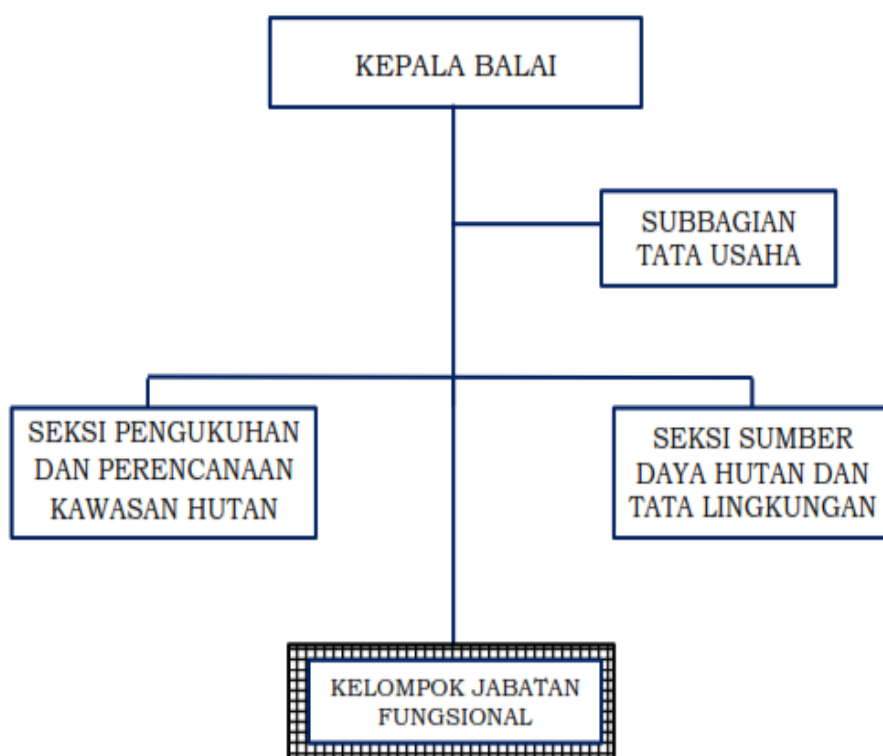 KEPALA BALAI
SUBBAGIAN
TATA USAHA
SEKSI PENGUKUHAN
DAN PERENCANAAN
KAWASAN HUTAN
SEKSI SUMBER
DAYA HUTAN DAN
TATA LINGKUNGAN
KELOMPOK JABATAN
FUNGSIONAL